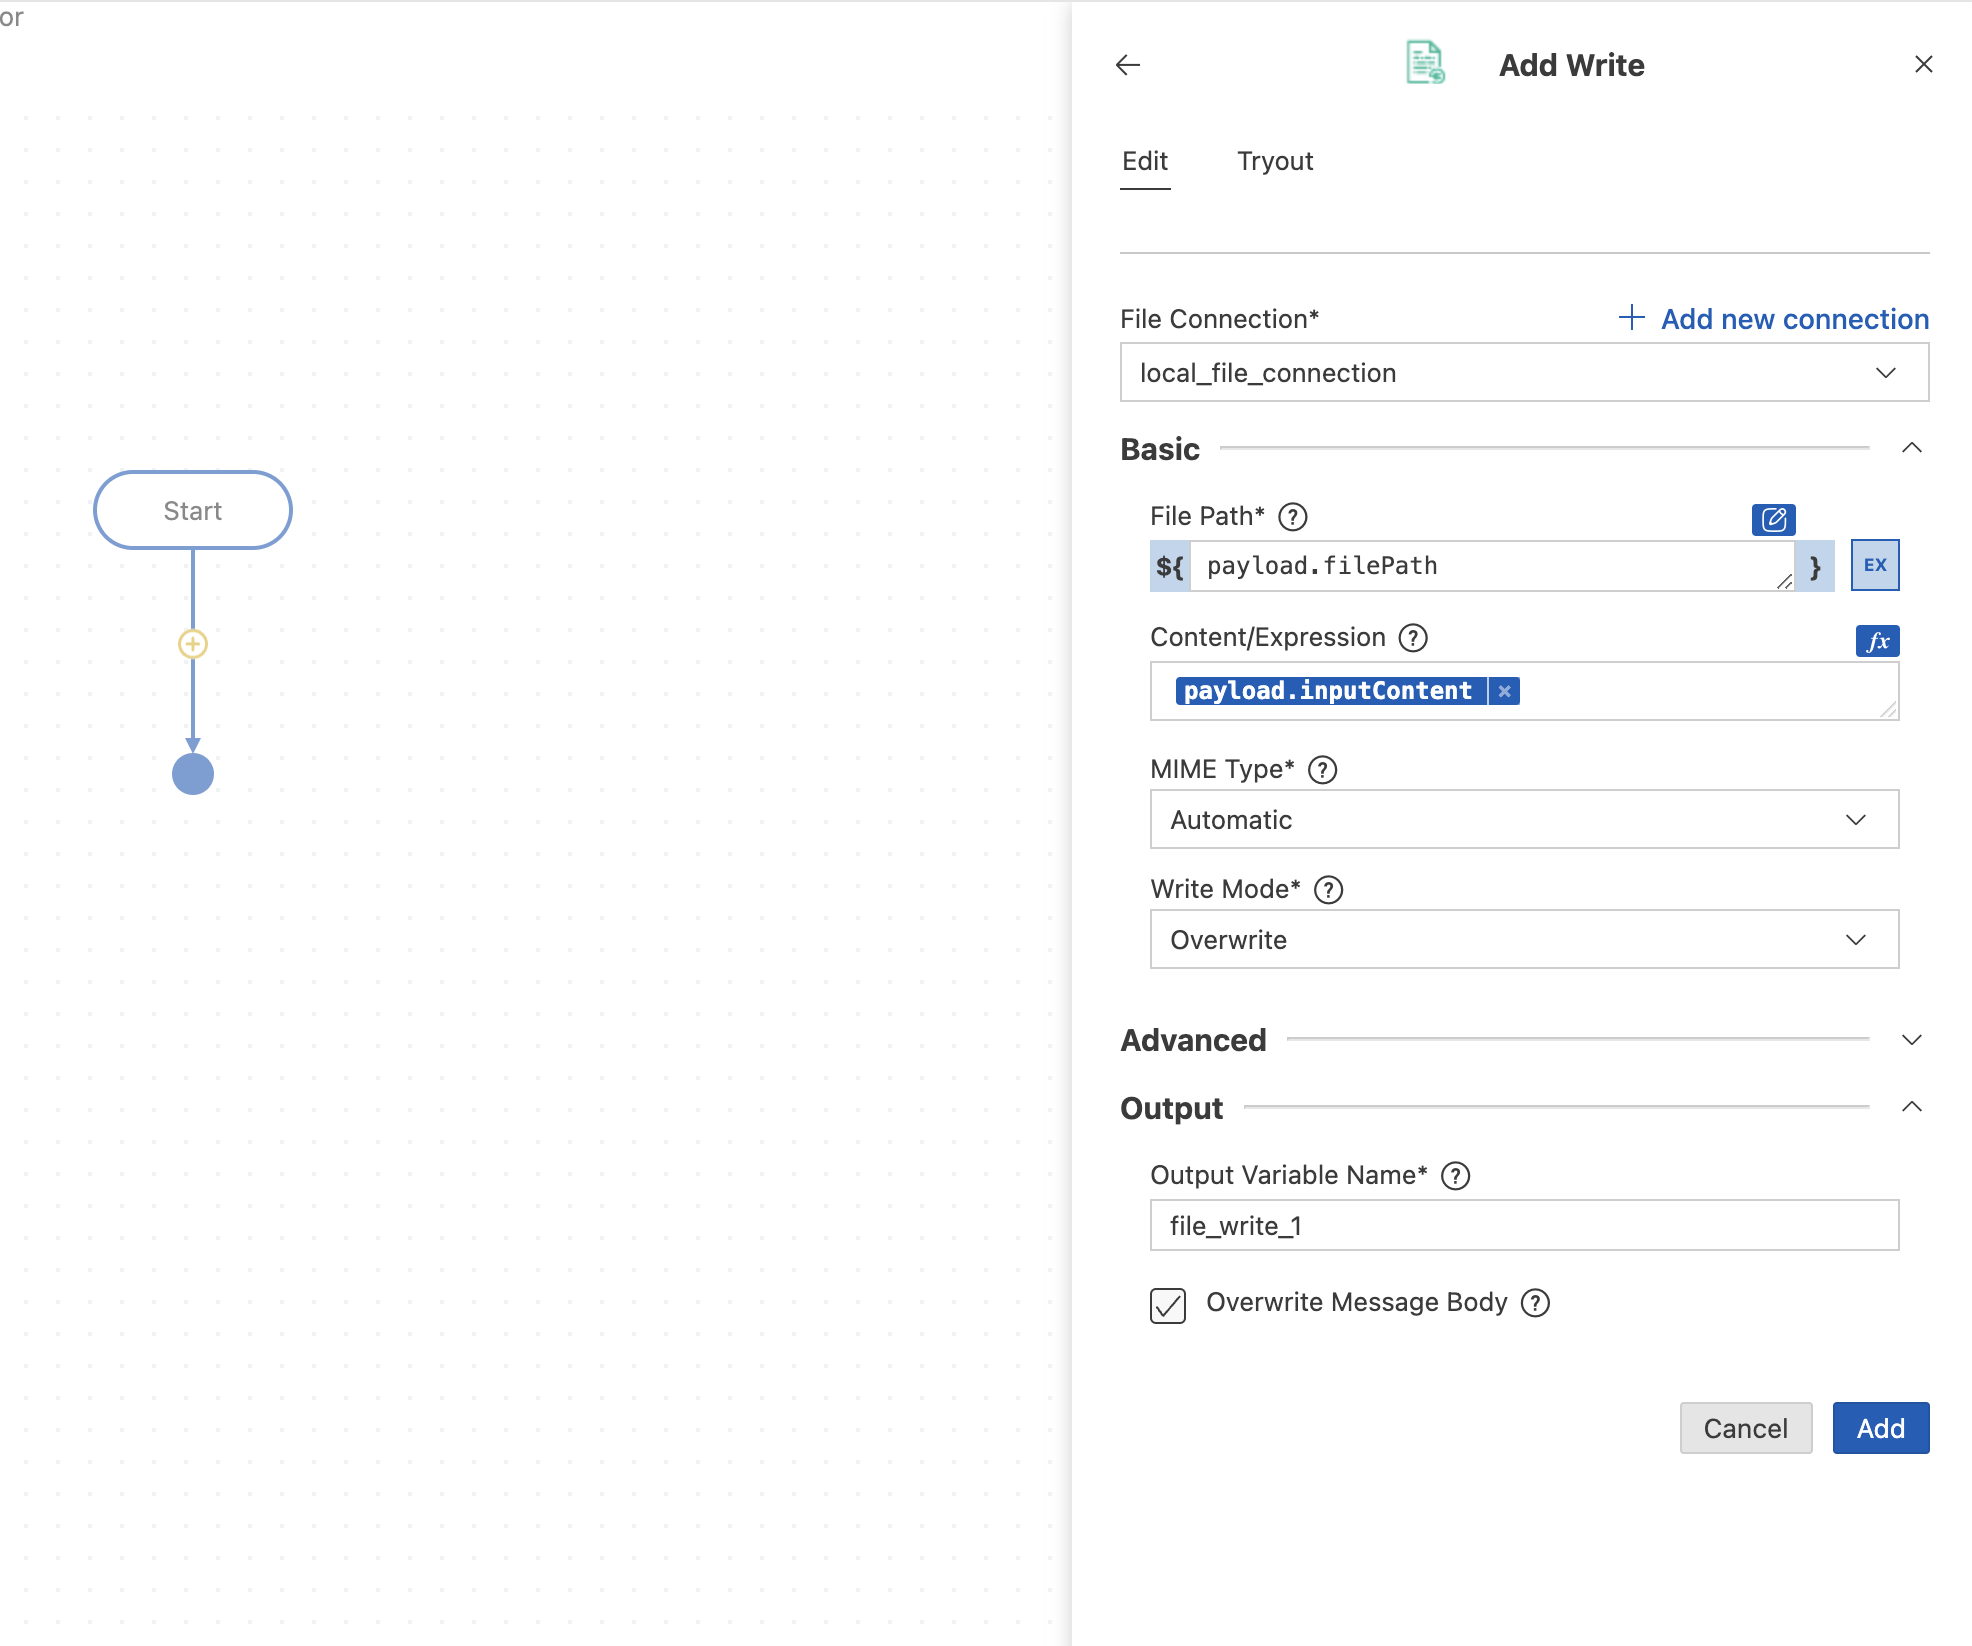 or
Start
Add Write
Edit Tryout
File Connection* + Add new connection
local_file_connection
Basic
File Path* ?
${ payload.filePath } EX
Content/Expression ? fx
payload.inputContent ×
MIME Type* ?
Automatic
Write Mode* ?
Overwrite
Advanced
Output
Output Variable Name* ?
file_write_1
Overwrite Message Body ?
Cancel Add